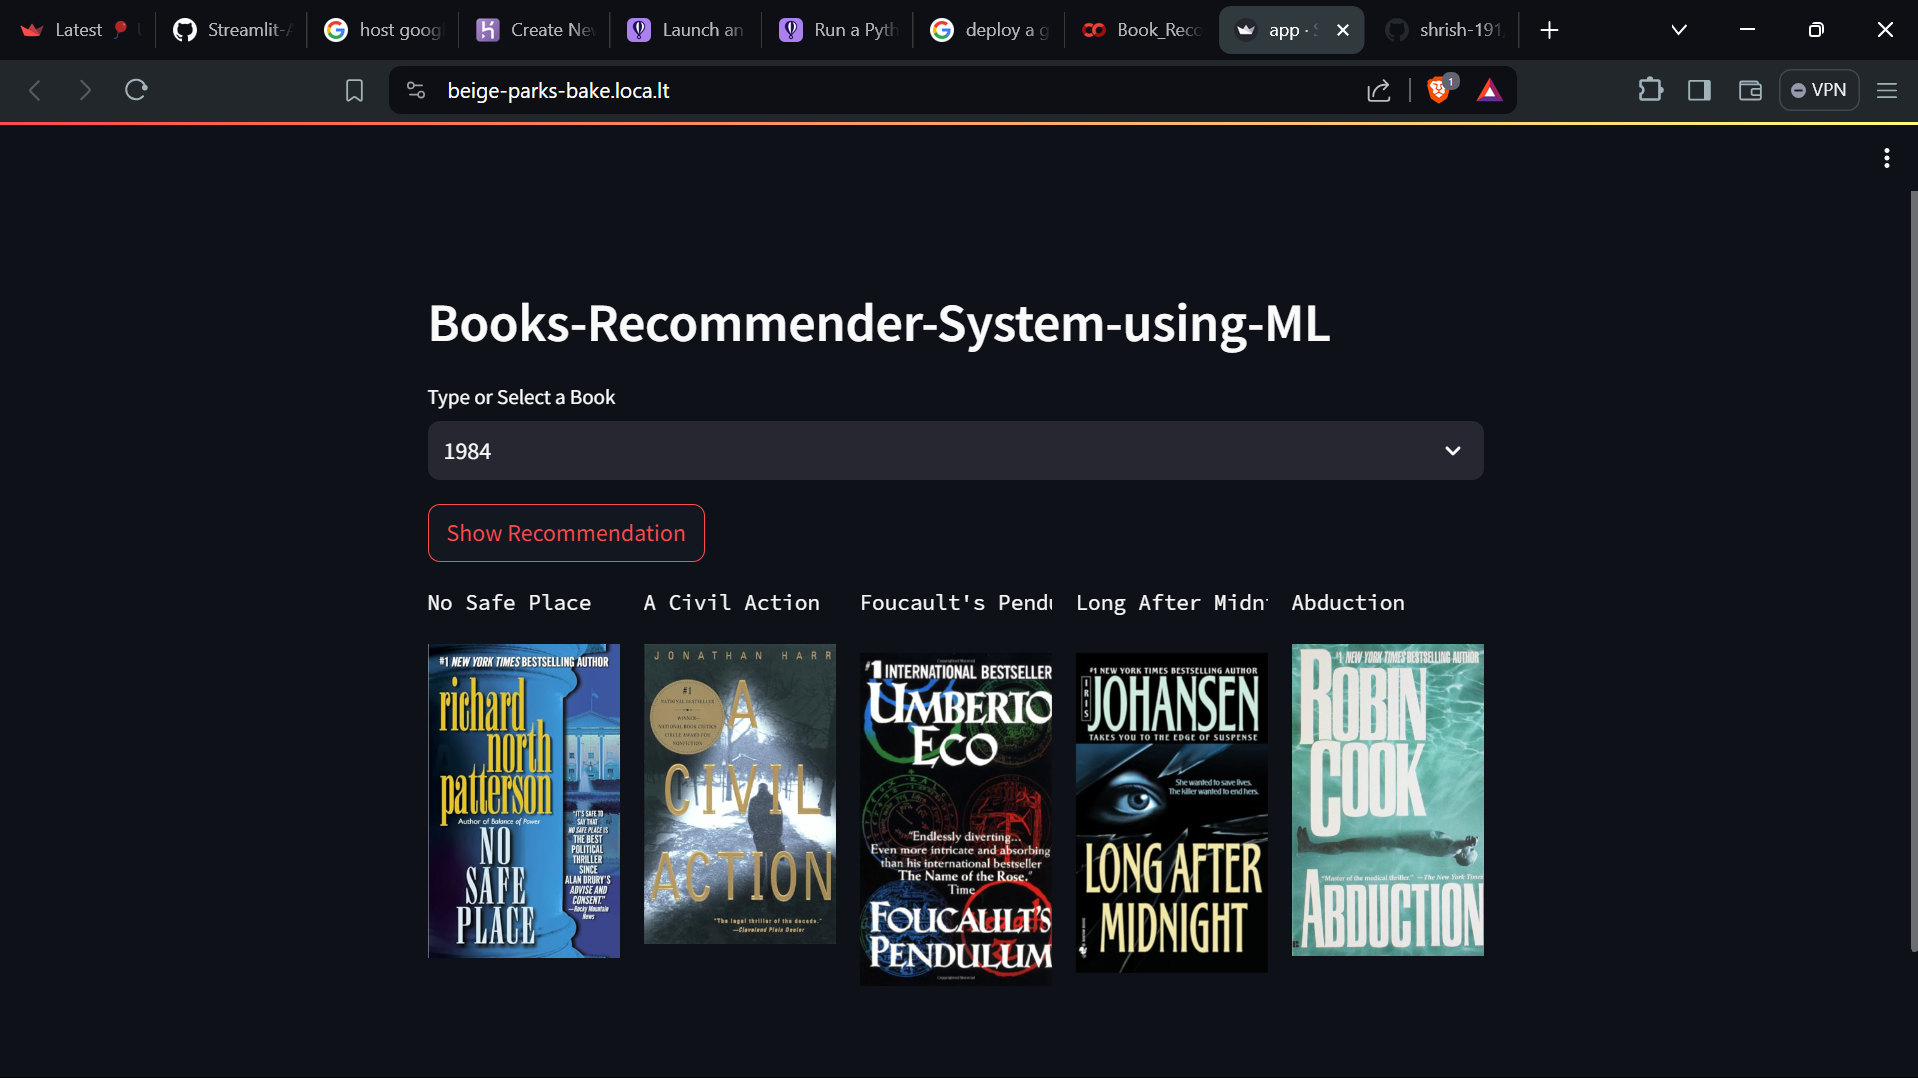 Latest
Streamlit-A
host goog
Create Nev
Launch an
Run a Pyth
deploy a g
Book_Reco
app · S
shrish-191
beige-parks-bake.loca.lt
1
VPN
Books-Recommender-System-using-ML
Type or Select a Book
1984
Show Recommendation
No Safe Place
A Civil Action
Foucault's Pendu
Long After Midn
Abduction
#1 NEW YORK TIMES BESTSELLING AUTHOR
richard
north
patterson
Author of Balance of Power
NO
SAFE
PLACE
"IT'S SAFE TO
SAY THAT
NO SAFE PLACE IS
THE BEST
POLITICAL
THRILLER
SINCE
ALAN DRURY'S
ADVISE AND
CONSENT."
—Rocky Mountain
News
JONATHAN HARR
#1
NATIONAL BESTSELLER
WINNER—
NATIONAL BOOK CRITICS
CIRCLE AWARD FOR
NONFICTION
A
CIVIL
ACTION
"The legal thriller of the decade."
—Cleveland Plain Dealer
#1 INTERNATIONAL BESTSELLER
UMBERTO
ECO
"Endlessly diverting...
Even more intricate and absorbing
than his international bestseller
The Name of the Rose."
Time
FOUCAULT'S
PENDULUM
#1 NEW YORK TIMES BESTSELLING AUTHOR
IRIS
JOHANSEN
TAKES YOU TO THE EDGE OF SUSPENSE
She wanted to save lives.
The killer wanted to end hers.
LONG AFTER
MIDNIGHT
#1 NEW YORK TIMES BESTSELLING AUTHOR
ROBIN
COOK
"Master of the medical thriller." —The New York Times
ABDUCTION